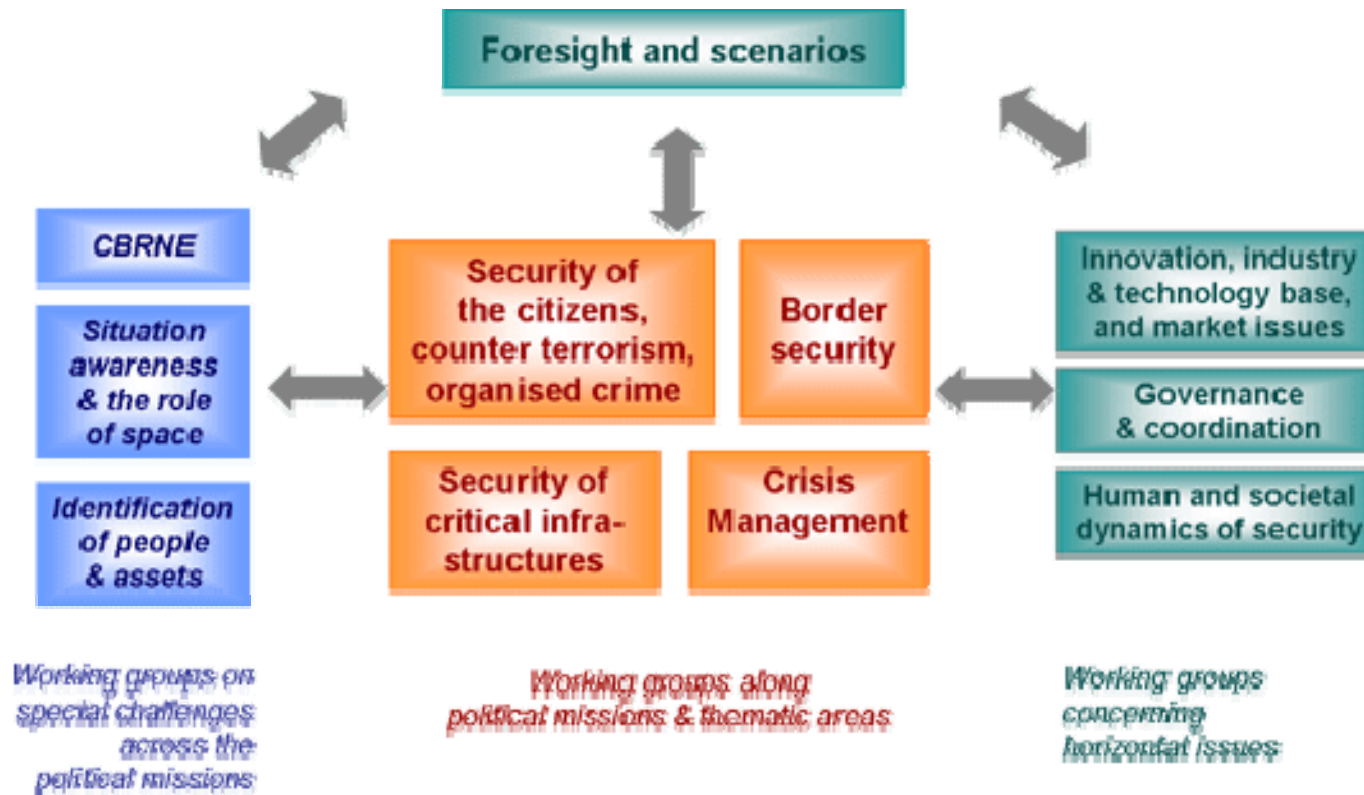 Foresight and scenarios
CBRNE
Situation
awareness
& the role
of space
Identification
of people
& assets
Security of
the citizens,
counter terrorism,
organised crime
Border
security
Security of
critical infra-
structures
Crisis
Management
Innovation, industry
& technology base,
and market issues
Governance
& coordination
Human and societal
dynamics of security
Working groups on
special challenges
across the
political missions
Working groups along
political missions & thematic areas
Working groups
concerning
horizontal issues